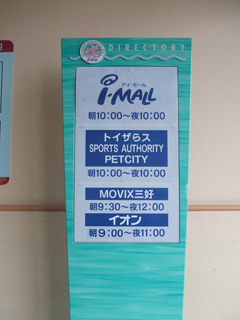 DIRECTORY
アイ・モール
i-MALL
朝10:00~夜10:00
トイザらス
SPORTS AUTHORITY
PETCITY
朝10:00~夜10:00
MOVIX三好
朝9:30~夜12:00
イオン
朝9:00~夜11:00